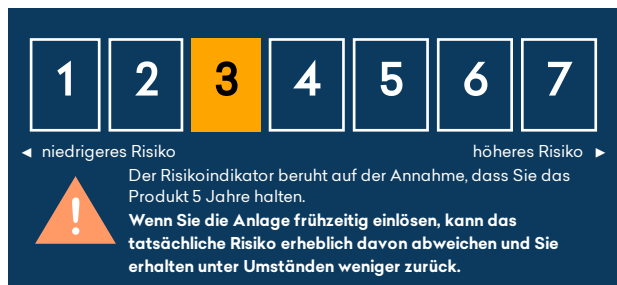 1 2 3 4 5 6 7
◄ niedrigeres Risiko höheres Risiko ►
Der Risikoindikator beruht auf der Annahme, dass Sie das
Produkt 5 Jahre halten.
Wenn Sie die Anlage frühzeitig einlösen, kann das
tatsächliche Risiko erheblich davon abweichen und Sie
erhalten unter Umständen weniger zurück.